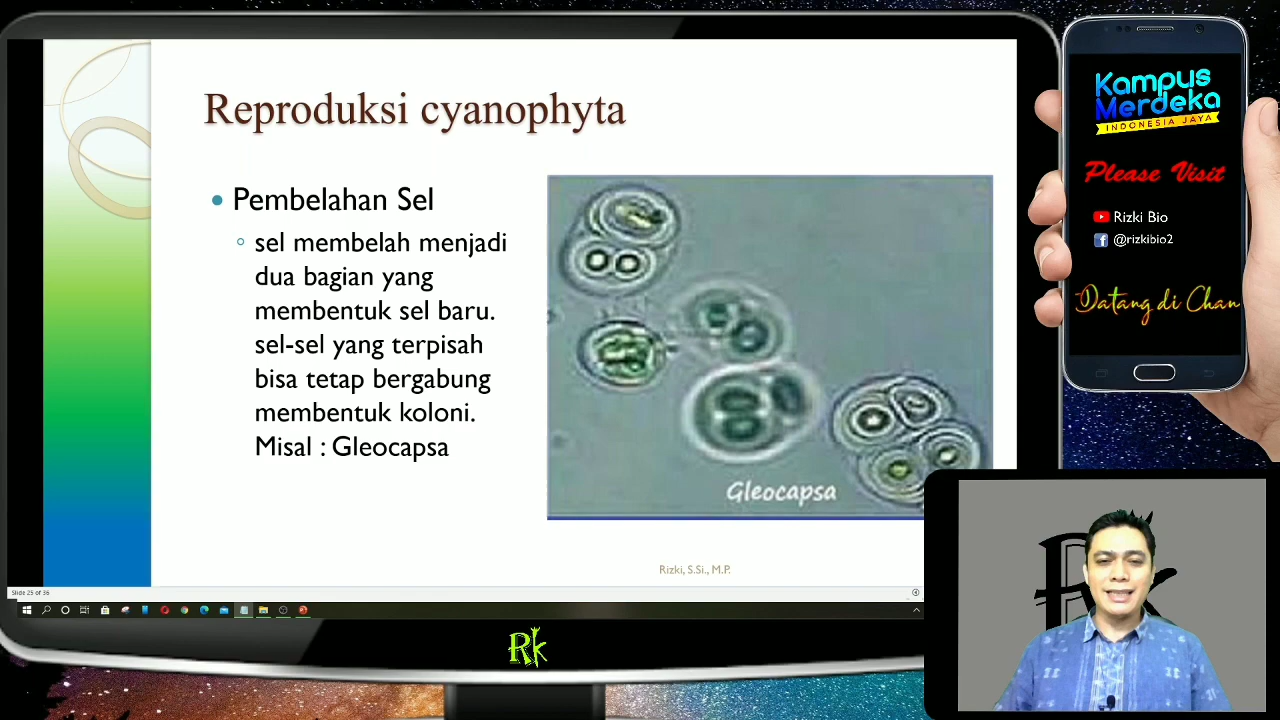 Reproduksi cyanophyta
Pembelahan Sel
sel membelah menjadi
dua bagian yang
membentuk sel baru.
sel-sel yang terpisah
bisa tetap bergabung
membentuk koloni.
Misal : Gleocapsa
Gleocapsa
Rizki, S.Si., M.P.
Slide 25 of 36
Rk
Kampus
Merdeka
INDONESIA JAYA
Please Visit
Rizki Bio
@rizkibio2
Datang di Chan
Rk